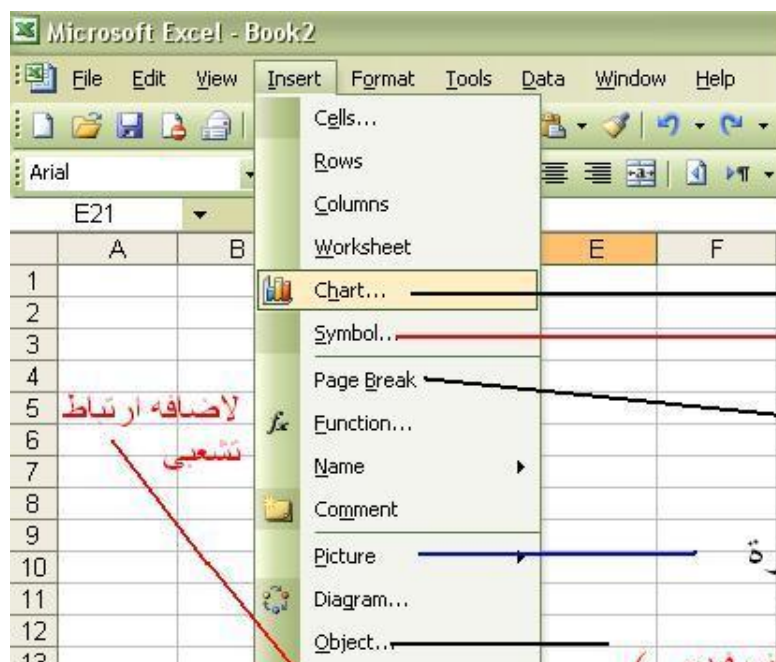 Microsoft Excel - Book2
File Edit View Insert Format Tools Data Window Help
Arial
E21
A B E F
Cells...
Rows
Columns
Worksheet
Chart...
Symbol...
Page Break
Function...
Name
Comment
Picture
Diagram...
Object...
1
2
3
4
5
6
7
8
9
10
11
12
13
لاضافه ارتباط
تشعبي